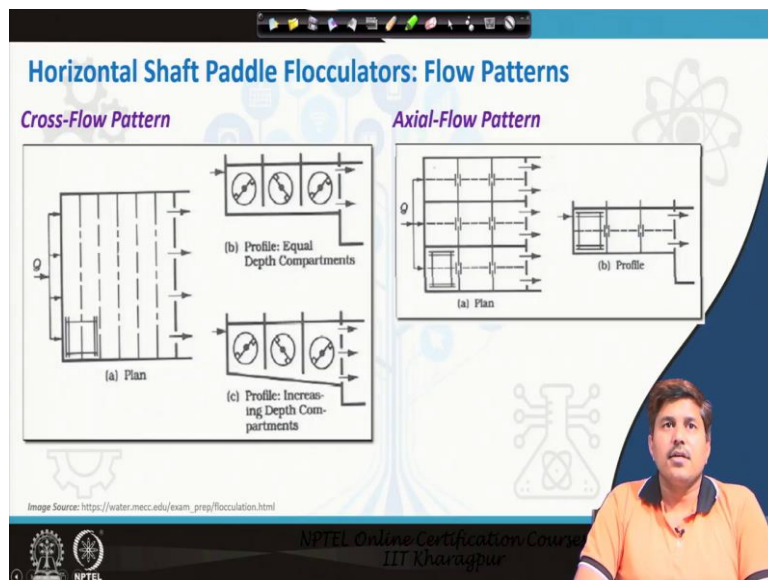 Horizontal Shaft Paddle Flocculators: Flow Patterns
Cross-Flow Pattern
Q
(a) Plan
(b) Profile: Equal
Depth Compartments
(c) Profile: Increas-
ing Depth Com-
partments
Axial-Flow Pattern
Q
(a) Plan
(b) Profile
Image Source: https://water.mecc.edu/exam_prep/flocculation.html
NPTEL
NPTEL Online Certification Courses
IIT Kharagpur